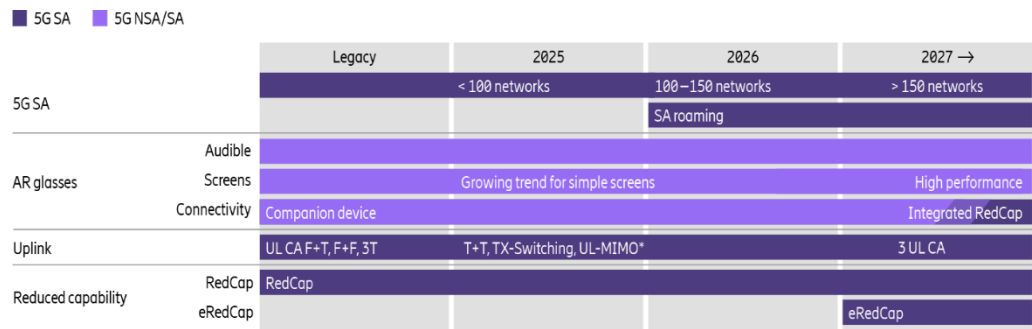 5G SA 5G NSA/SA
Legacy 2025 2026 2027 →
5G SA
< 100 networks 100–150 networks > 150 networks
SA roaming
AR glasses
Audible
Screens Growing trend for simple screens High performance
Connectivity Companion device Integrated RedCap
Uplink UL CA F+T, F+F, 3T T+T, TX-Switching, UL-MIMO* 3 UL CA
Reduced capability
RedCap RedCap
eRedCap eRedCap